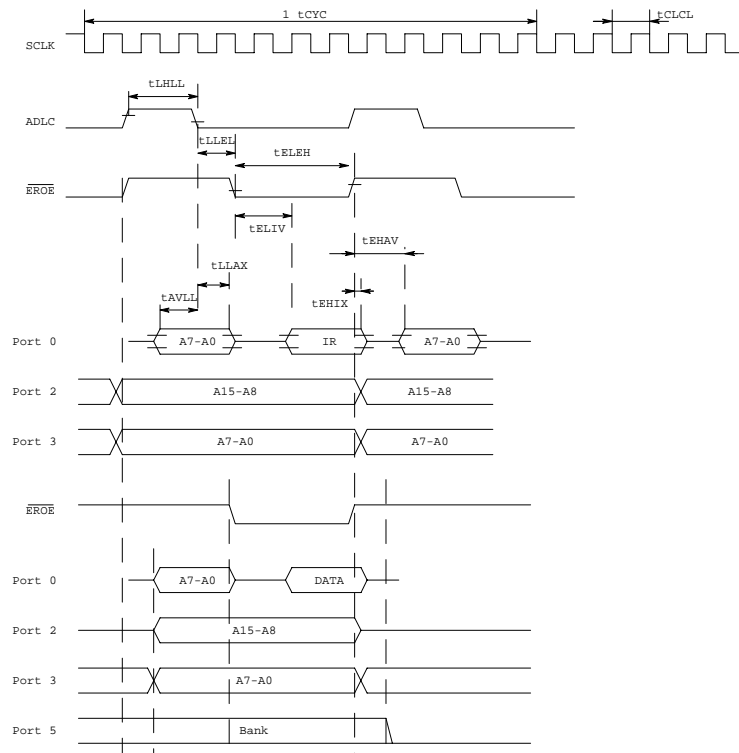 1 tCYC
tCLCL
SCLK
tLHLL
ADLC
tLLEL
tELEH
EROE
tELIV
tEHAV
tLLAX
tAVLL
tEHIX
Port 0
A7-A0
IR
A7-A0
Port 2
A15-A8
A15-A8
Port 3
A7-A0
A7-A0
EROE
Port 0
A7-A0
DATA
Port 2
A15-A8
Port 3
A7-A0
Port 5
Bank